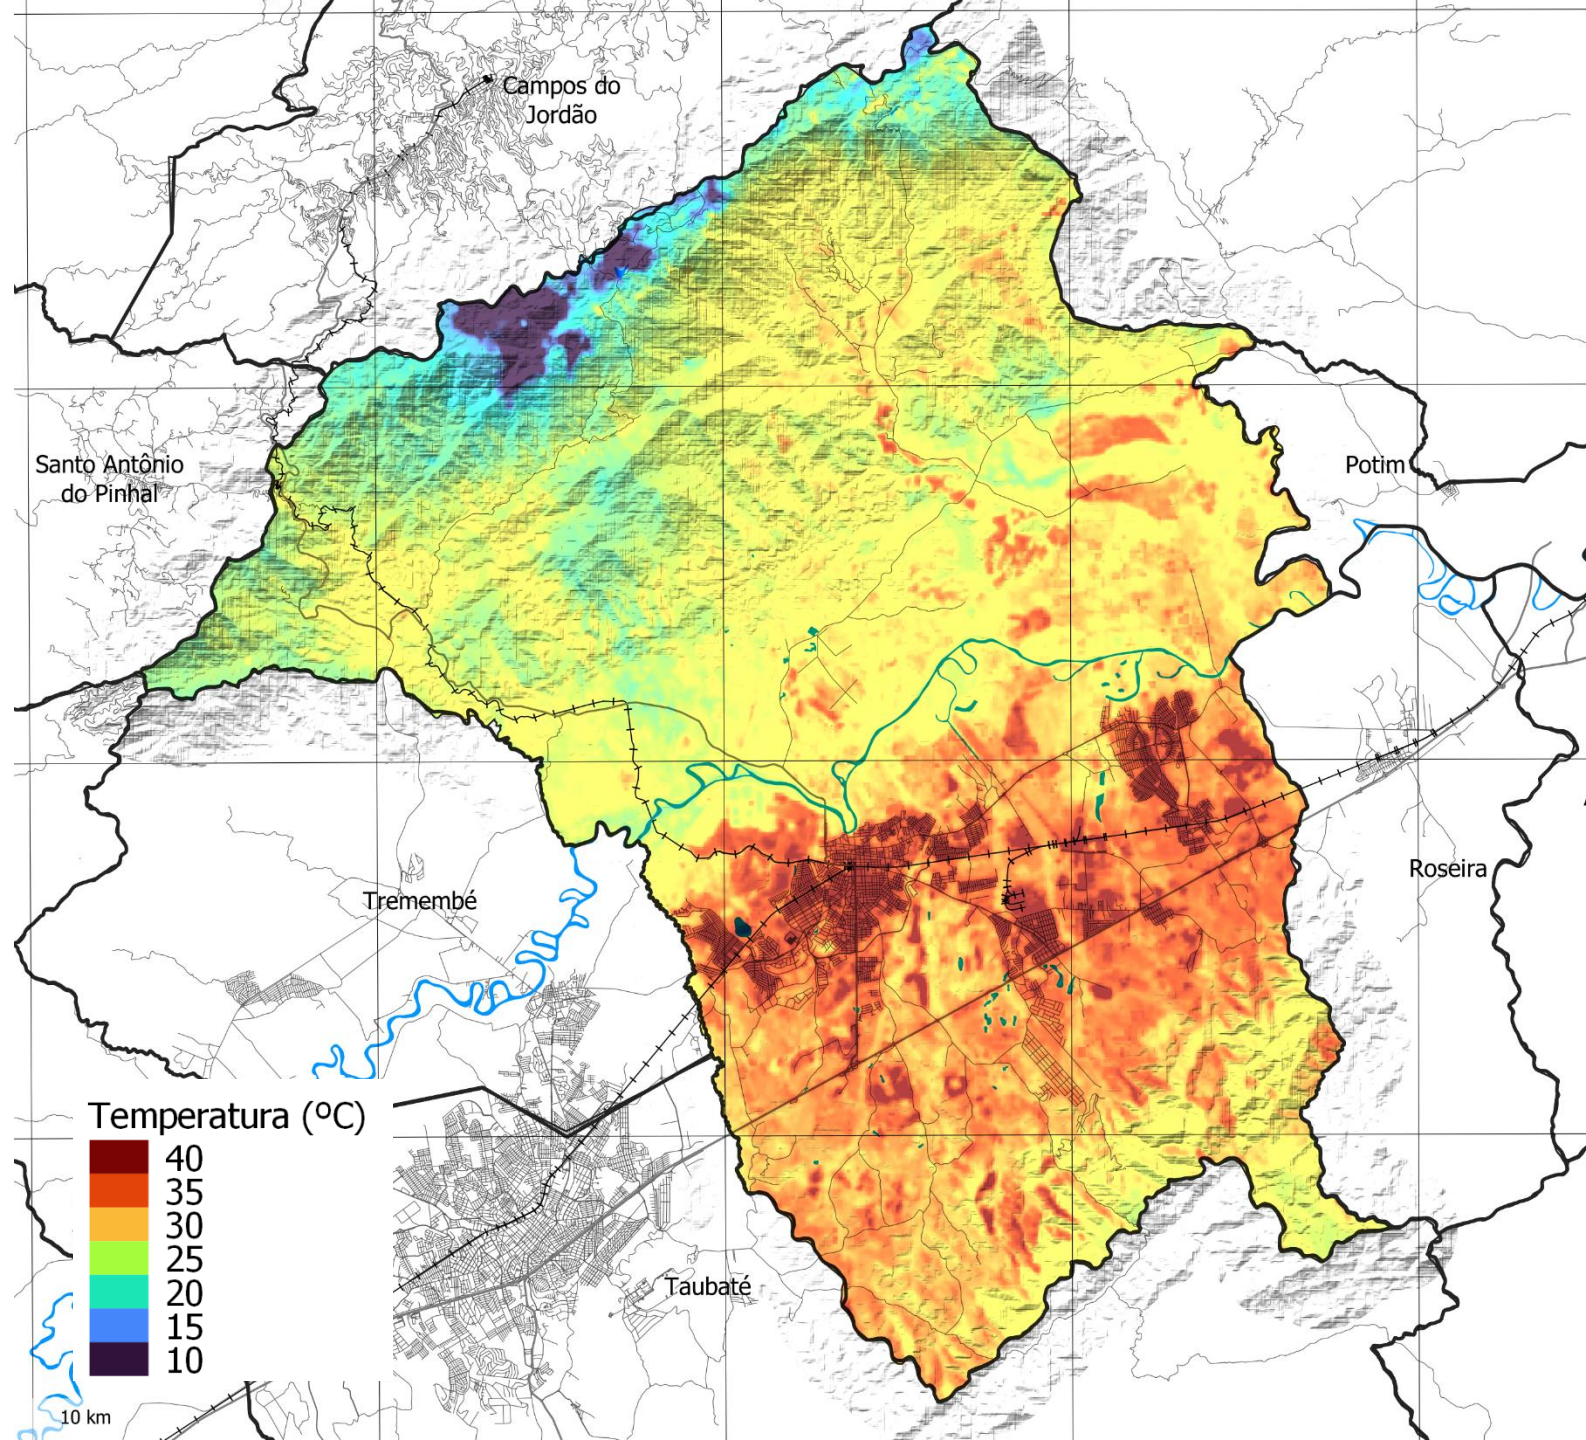 Campos do
Jordão
Santo Antônio
do Pinhal
Potim
Roseira
Tremembé
Taubaté
Temperatura (ºC)
40
35
30
25
20
15
10
10 km